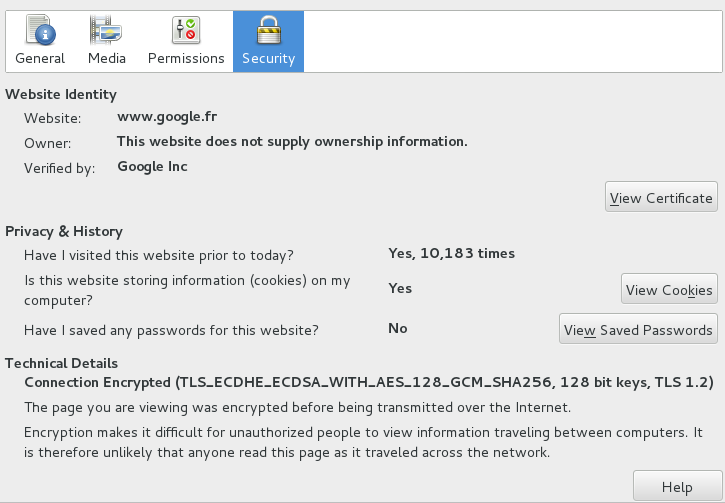 General Media Permissions Security
Website Identity
Website: www.google.fr
Owner: This website does not supply ownership information.
Verified by: Google Inc
View Certificate
Privacy & History
Have I visited this website prior to today? Yes, 10,183 times
Is this website storing information (cookies) on my
computer?
Yes
View Cookies
Have I saved any passwords for this website? No
View Saved Passwords
Technical Details
Connection Encrypted (TLS_ECDHE_ECDSA_WITH_AES_128_GCM_SHA256, 128 bit keys, TLS 1.2)
The page you are viewing was encrypted before being transmitted over the Internet.
Encryption makes it difficult for unauthorized people to view information traveling between computers. It
is therefore unlikely that anyone read this page as it traveled across the network.
Help